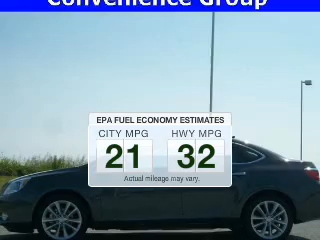 Convenience Group
EPA FUEL ECONOMY ESTIMATES
CITY MPG HWY MPG
21 32
Actual mileage may vary.